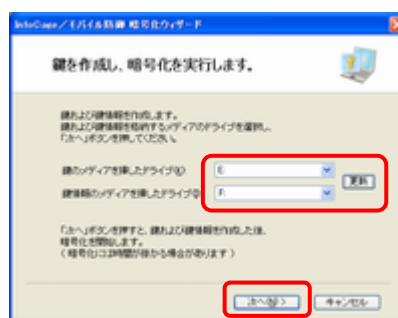 InfoCage／モバイル防御 暗号化ウィザード
鍵を作成し、暗号化を実行します。
鍵および鍵情報を作成します。
鍵および鍵情報を格納するメディアのドライブを選択し、
「次へ」ボタンを押してください。
鍵のメディアを挿したドライブ(K)
E:
更新
鍵情報のメディアを挿したドライブ
F:
「次へ」ボタンを押すと、鍵および鍵情報を作成した後、
暗号化を開始します。
(暗号化には時間が掛かる場合があります)
次へ(N) >
キャンセル